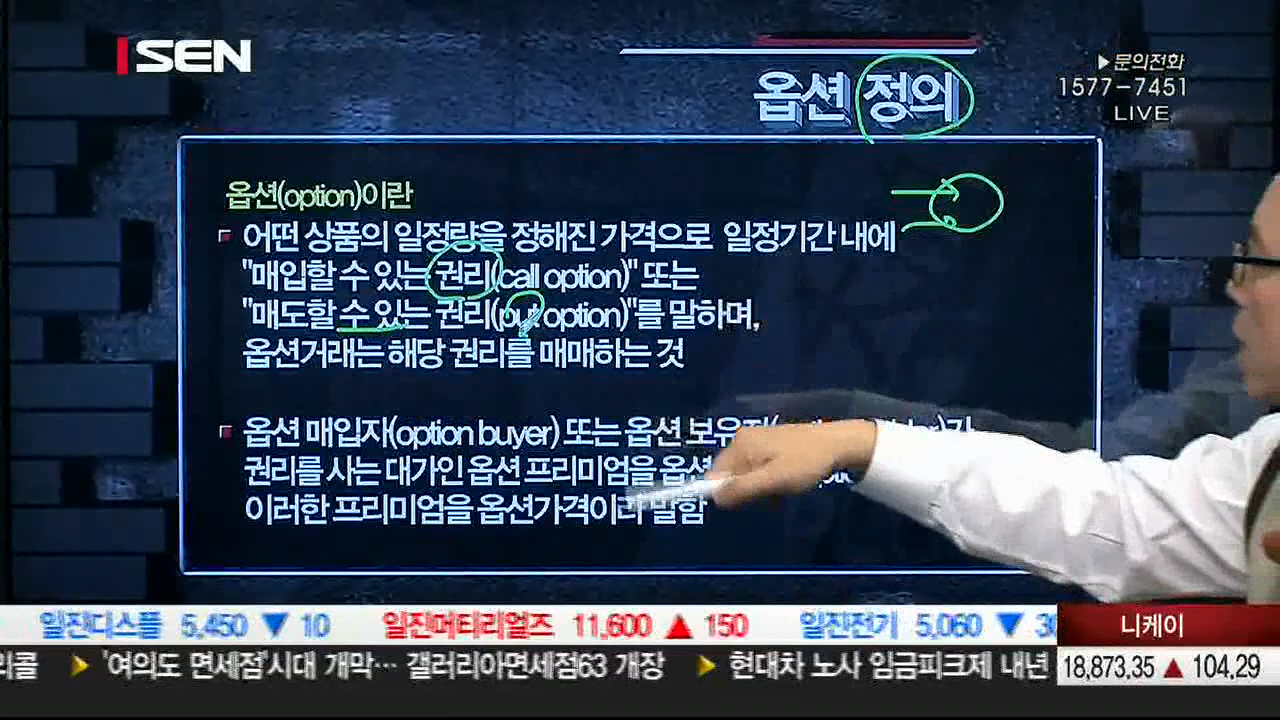 SEN
옵션 정의
▶문의전화
1577-7451
LIVE
옵션(option)이란
어떤 상품의 일정량을 정해진 가격으로 일정기간 내에
"매입할 수 있는 권리(call option)" 또는
"매도할 수 있는 권리(put option)"를 말하며,
옵션거래는 해당 권리를 매매하는 것
옵션 매입자(option buyer) 또는 옵션
권리를 사는 대가인 옵션 프리미엄을
이러한 프리미엄을 옵션가격이라 말함
일진디스플 5,450 ▼ 10 일진머티리얼즈 11,600 ▲ 150 일진전기 5,060 ▼
니케이
▶ '여의도 면세점'시대 개막… 갤러리아면세점63 개장 ▶ 현대차 노사 임금피크제 내년
18,873.35 ▲ 104.29